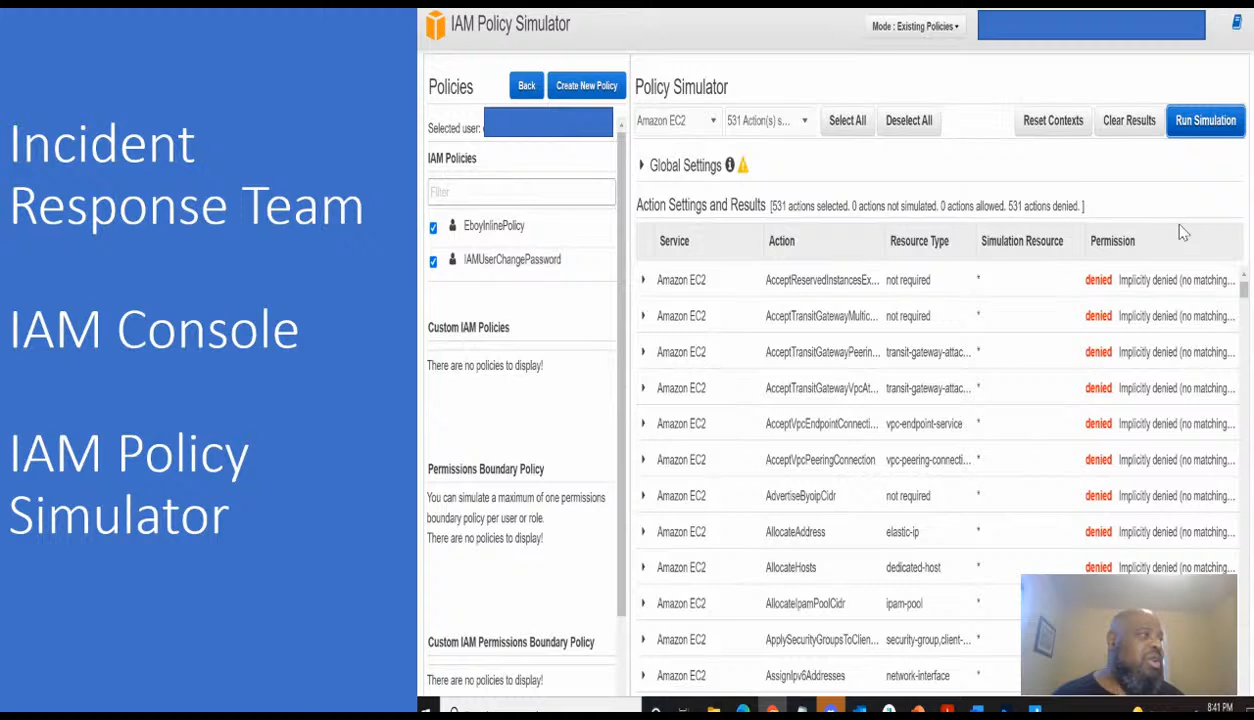 Incident
Response Team
IAM Console
IAM Policy
Simulator
IAM Policy Simulator
Mode : Existing Policies
Policies
Back
Create New Policy
Selected user:
IAM Policies
Filter
EboyInlinePolicy
IAMUserChangePassword
Custom IAM Policies
There are no policies to display!
Permissions Boundary Policy
You can simulate a maximum of one permissions
boundary policy per user or role.
There are no policies to display!
Custom IAM Permissions Boundary Policy
There are no policies to display!
Policy Simulator
Amazon EC2 531 Action(s) s... Select All Deselect All Reset Contexts Clear Results Run Simulation
Global Settings
Action Settings and Results [531 actions selected. 0 actions not simulated. 0 actions allowed. 531 actions denied. ]
Service Action Resource Type Simulation Resource Permission
Amazon EC2 AcceptReservedInstancesEx... not required * denied Implicitly denied (no matching...
Amazon EC2 AcceptTransitGatewayMultic... not required * denied Implicitly denied (no matching...
Amazon EC2 AcceptTransitGatewayPeerin... transit-gateway-attac... * denied Implicitly denied (no matching...
Amazon EC2 AcceptTransitGatewayVpcAt... transit-gateway-attac... * denied Implicitly denied (no matching...
Amazon EC2 AcceptVpcEndpointConnecti... vpc-endpoint-service * denied Implicitly denied (no matching...
Amazon EC2 AcceptVpcPeeringConnection vpc-peering-connecti... * denied Implicitly denied (no matching...
Amazon EC2 AdvertiseByoipCidr not required * denied Implicitly denied (no matching...
Amazon EC2 AllocateAddress elastic-ip * denied Implicitly denied (no matching...
Amazon EC2 AllocateHosts dedicated-host * denied Implicitly denied (no matching...
Amazon EC2 AllocateIpamPoolCidr ipam-pool *
Amazon EC2 ApplySecurityGroupsToClien... security-group,client-... *
Amazon EC2 AssignIpv6Addresses network-interface *
8:41 PM